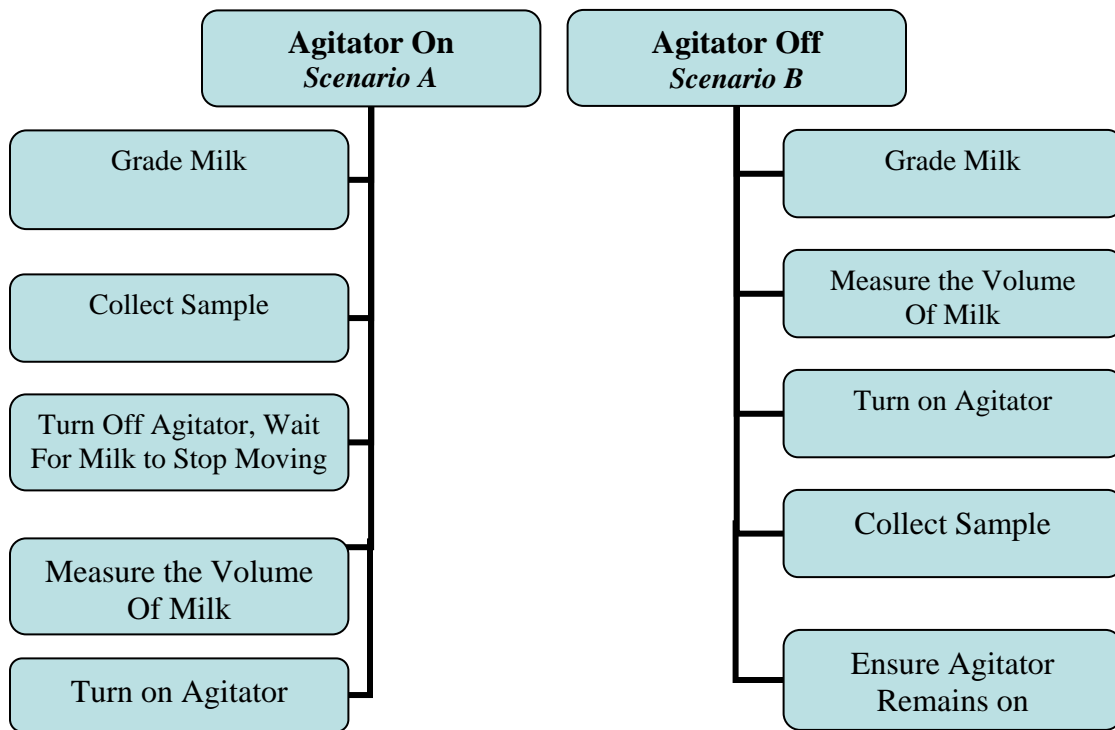 Agitator On
Scenario A
Grade Milk
Collect Sample
Turn Off Agitator, Wait
For Milk to Stop Moving
Measure the Volume
Of Milk
Turn on Agitator
Agitator Off
Scenario B
Grade Milk
Measure the Volume
Of Milk
Turn on Agitator
Collect Sample
Ensure Agitator
Remains on